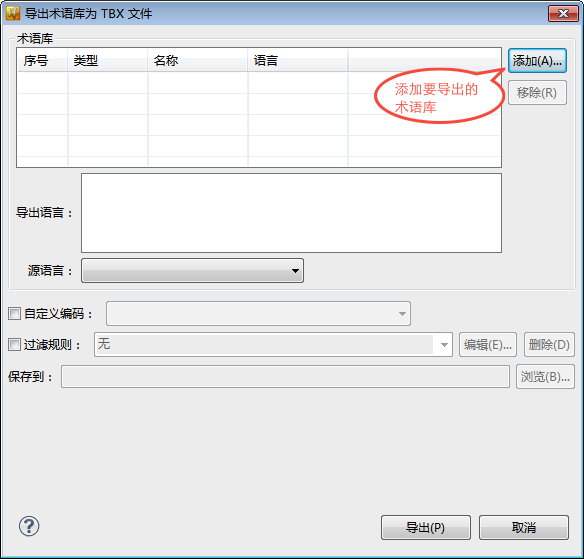 导出术语库为 TBX 文件
术语库
序号 类型 名称 语言
添加(A)...
添加要导出的
术语库
移除(R)
导出语言：
源语言：
自定义编码：
过滤规则： 无 编辑(E)... 删除(D)
保存到： 浏览(B)...
? 导出(P) 取消